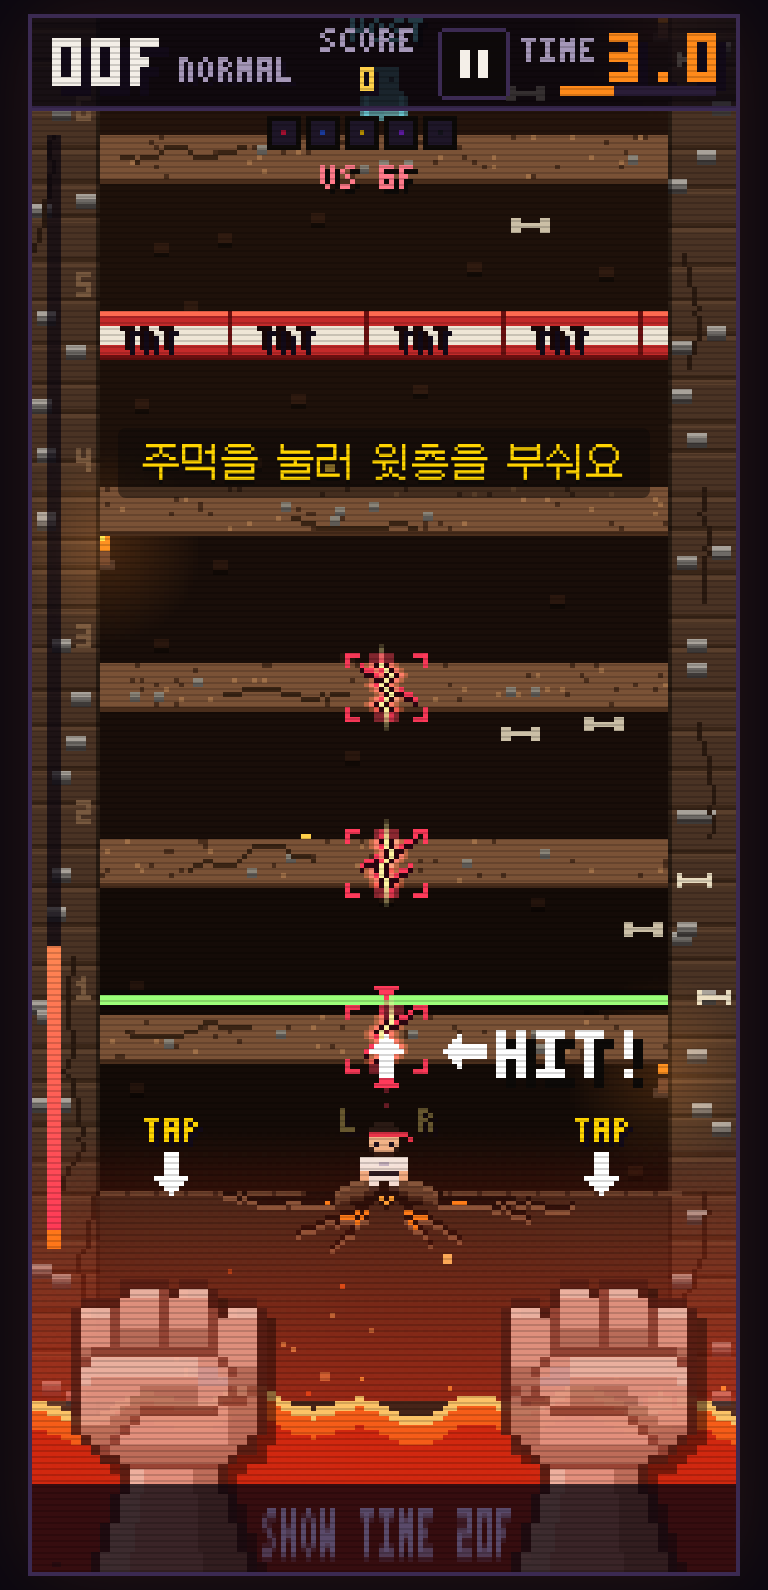 00F NORMAL SCORE 0 TIME 3.0
VS GF
5
TNT TNT TNT TNT
4
주먹을 눌러 윗층을 부숴요
3
2
1
HIT!
L R
TAP TAP
SHOW TIME 20F